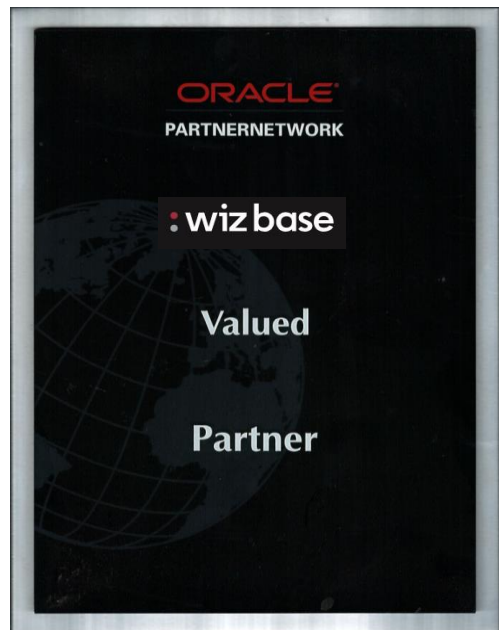 ORACLE
PARTNERNETWORK
:wizbase
Valued
Partner